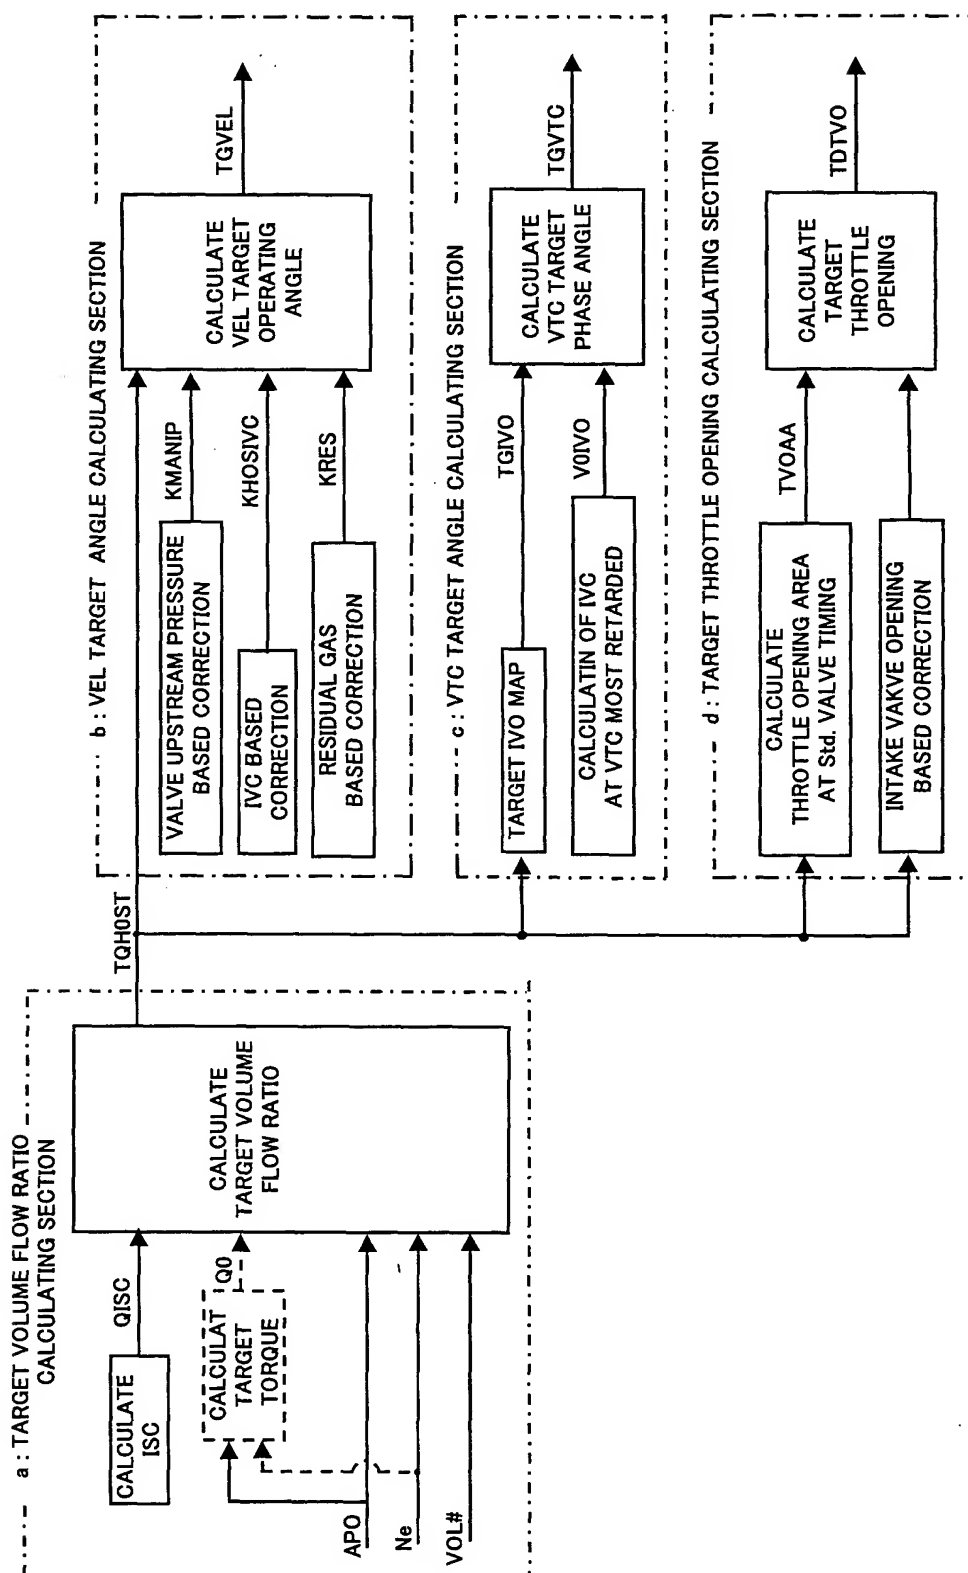 a : TARGET VOLUME FLOW RATIO
CALCULATING SECTION
CALCULATE
ISC
QISC
CALCULAT
TARGET
TORQUE
Q0
APO
Ne
VOL#
CALCULATE
TARGET VOLUME
FLOW RATIO
TQH0ST
b : VEL TARGET ANGLE CALCULATING SECTION
VALVE UPSTREAM PRESSURE
BASED CORRECTION
KMANIP
IVC BASED
CORRECTION
KHOSIVC
RESIDUAL GAS
BASED CORRECTION
KRES
CALCULATE
VEL TARGET
OPERATING
ANGLE
TGVEL
c : VTC TARGET ANGLE CALCULATING SECTION
TARGET IVO MAP
TGIVO
CALCULATIN OF IVC
AT VTC MOST RETARDED
V0IVO
CALCULATE
VTC TARGET
PHASE ANGLE
TGVTC
d : TARGET THROTTLE OPENING CALCULATING SECTION
CALCULATE
THROTTLE OPENING AREA
AT Std. VALVE TIMING
TVOAA
INTAKE VAKVE OPENING
BASED CORRECTION
CALCULATE
TARGET
THROTTLE
OPENING
TDTVO